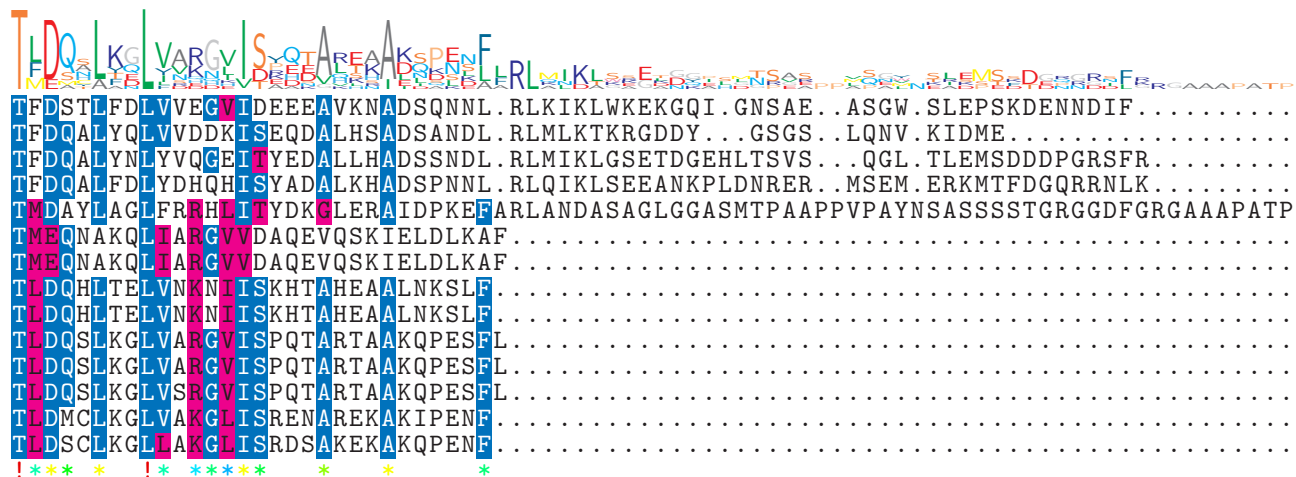 TFDSTLFDLVVEGVIDEEEAVKNADSQNNL.RLKIKLWKEKGQI.GNSAE..ASGW.SLEPSKDENNDIF..........
TFDQALYQLVVDDKISEQDALHSADSANDL.RLMLKTKRGDDY...GSGS..LQNV.KIDME..................
TFDQALYNLYVQGEITYEDALLHADSSNDL.RLMIKLGSETDGEHLTSVS...QGL.TLEMSDDDPGRSFR.........
TFDQALFDLYDHQHISYADALKHADSPNNL.RLQIKLSEEANKPLDNRER..MSEM.ERKMTFDGQRRNLK.........
TMDAYLAGLFRRHLITYDKGLERAIDPKEFARLANDASAGLGGASMTPAAPPVPAYNSASSSSTGRGGDFGRGAAAPATP
TMEQNAKQLIARGVVDAQEVQSKIELDLKAF.................................................
TMEQNAKQLIARGVVDAQEVQSKIELDLKAF.................................................
TLDQHLTELVNKNIISKHTAHEAALNKSLF..................................................
TLDQHLTELVNKNIISKHTAHEAALNKSLF..................................................
TLDQSLKGLVARGVISPQTARTAAKQPESFL.................................................
TLDQSLKGLVARGVISPQTARTAAKQPESFL.................................................
TLDQSLKGLVSRGVISPQTARTAAKQPESFL.................................................
TLDMCLKGLVAKGLISRENAREKAKIPENF..................................................
TLDSCLKGLLAKGLISRDSAKEKAKQPENF..................................................
!*** *  !* *****   *   *     *